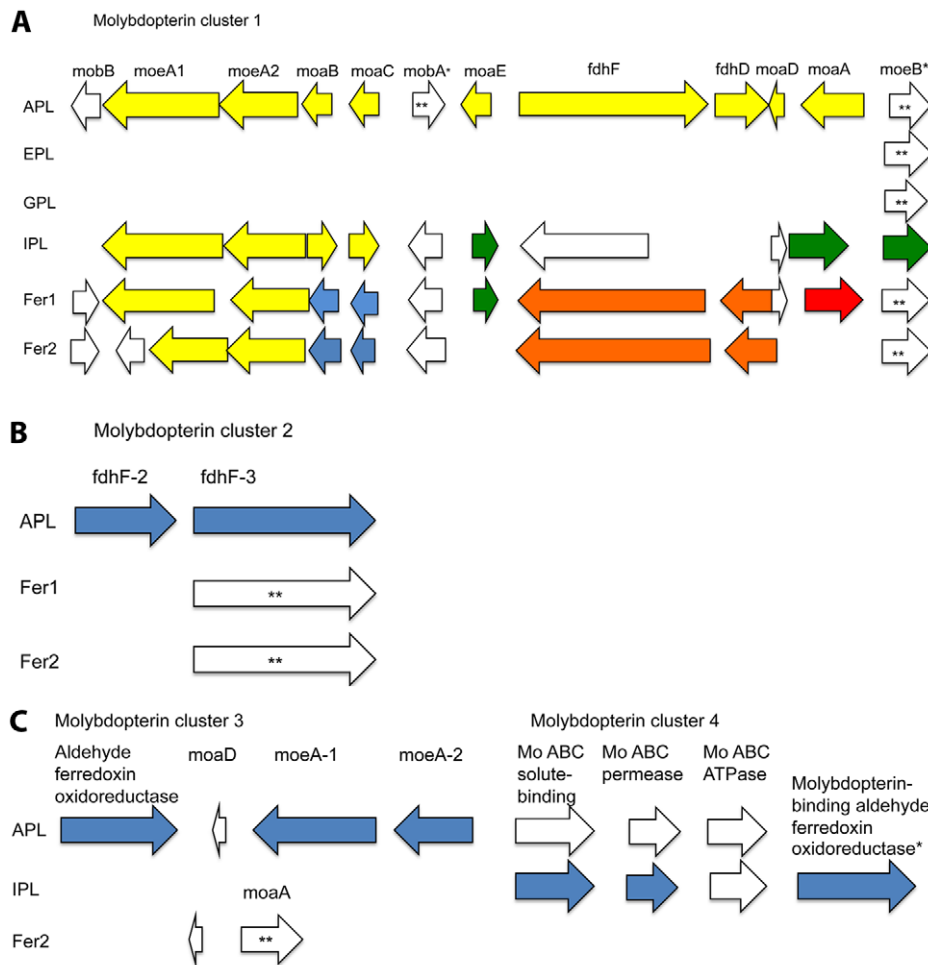 A Molybdopterin cluster 1
mobB moeA1 moeA2 moaB moaC mobA* moaE fdhF fdhD moaD moaA moeB*
APL ** **
EPL **
GPL **
IPL
Fer1 **
Fer2 **
B Molybdopterin cluster 2
fdhF-2 fdhF-3
APL
Fer1 **
Fer2 **
C Molybdopterin cluster 3
Aldehyde
ferredoxin
oxidoreductase
moaD moeA-1 moeA-2
APL
IPL
moaA
Fer2 **
Molybdopterin cluster 4
Mo ABC
solute-
binding
Mo ABC
permease
Mo ABC
ATPase
Molybdopterin-
binding aldehyde
ferredoxin
oxidoreductase*